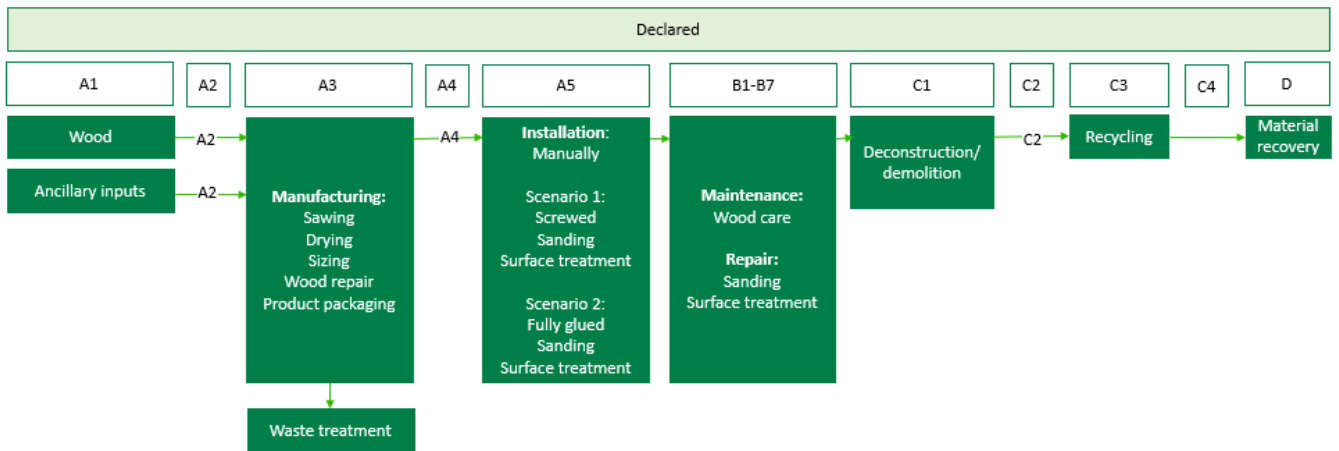 Declared
A1
A2
A3
A4
A5
B1-B7
C1
C2
C3
C4
D
Wood
A2
Ancillary inputs
A2
Manufacturing:
Sawing
Drying
Sizing
Wood repair
Product packaging
Waste treatment
A4
Installation:
Manually
Scenario 1:
Screwed
Sanding
Surface treatment
Scenario 2:
Fully glued
Sanding
Surface treatment
Maintenance:
Wood care
Repair:
Sanding
Surface treatment
Deconstruction/
demolition
C2
Recycling
Material
recovery